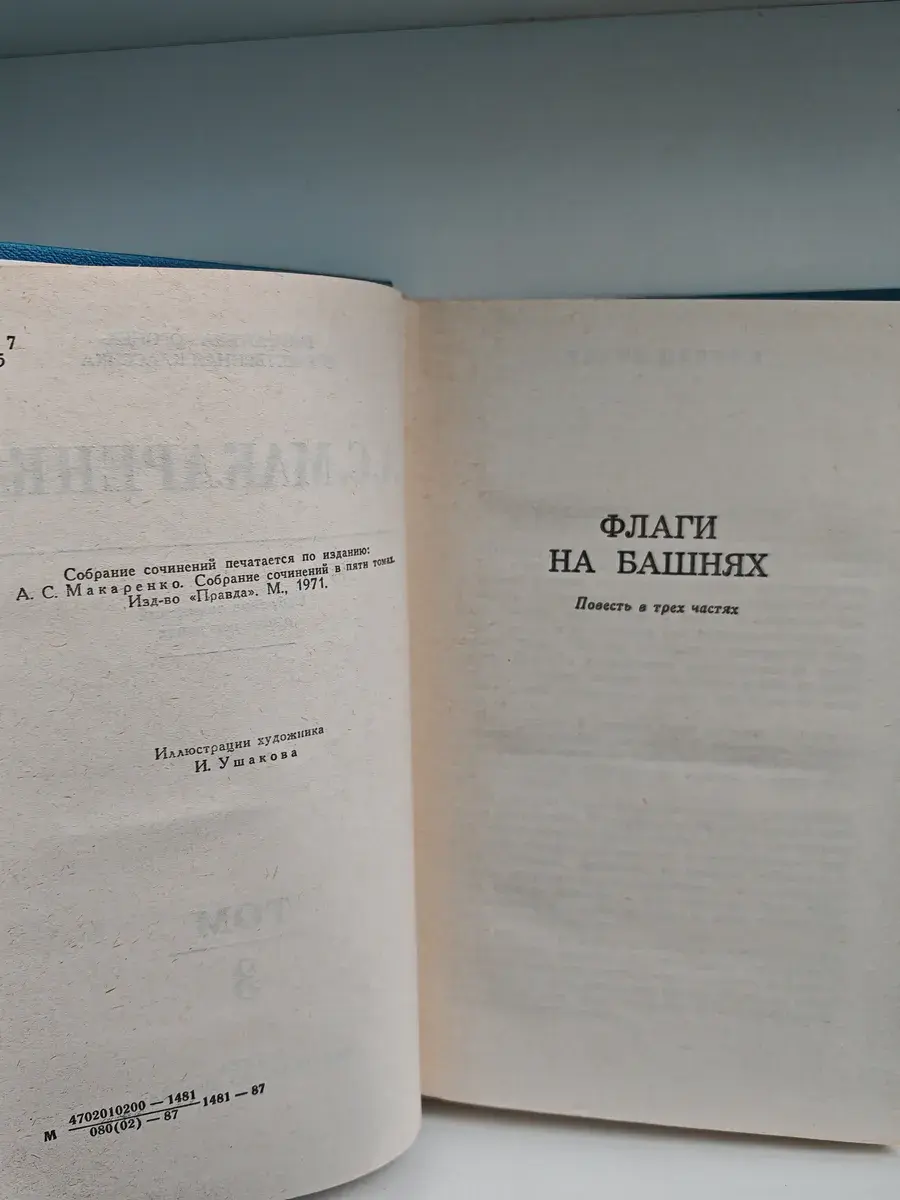 7
Собрание сочинений печатается по изданию:
А. С. Макаренко. Собрание сочинений в пяти томах.
Изд-во «Правда». М., 1971.
Иллюстрации художника
И. Ушакова
М 4702010200—1481 1481—87
080(02)—87
ФЛАГИ
НА БАШНЯХ
Повесть в трех частях